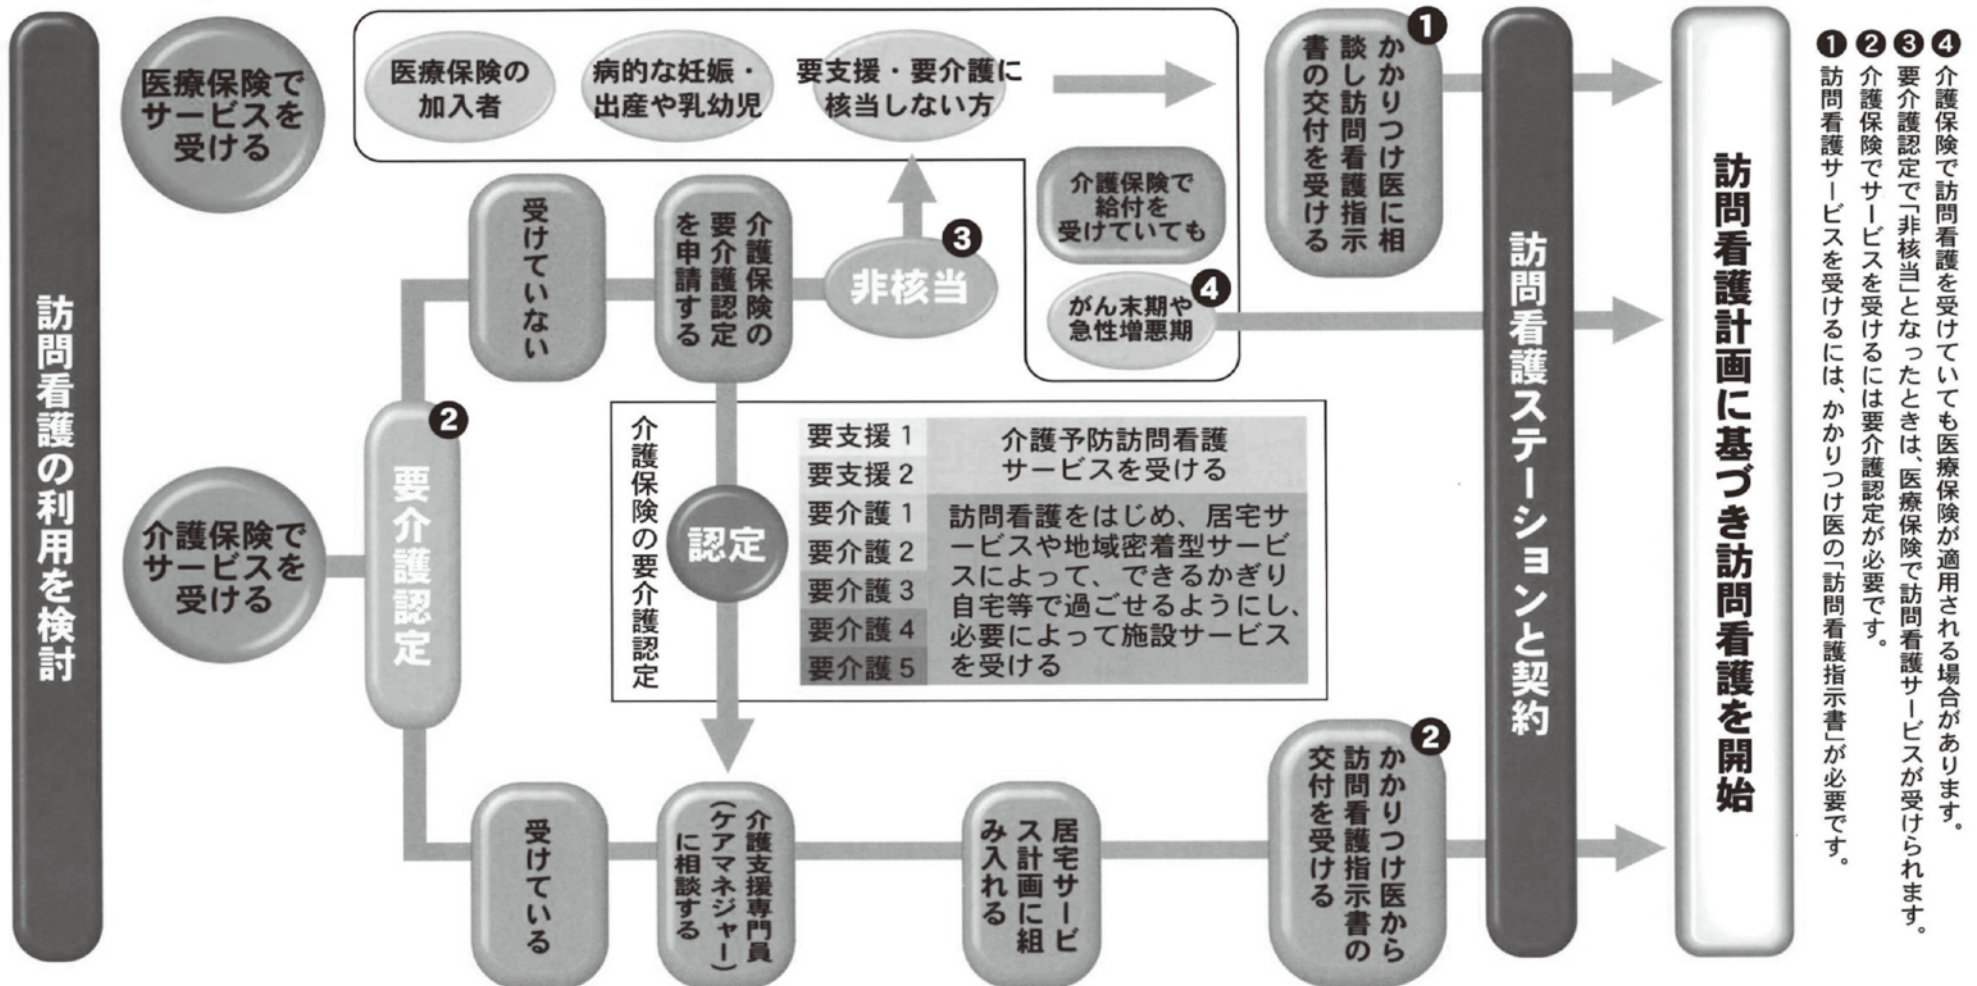 訪問看護の利用を検討
医療保険で
サービスを
受ける
医療保険の
加入者
病的な妊娠・
出産や乳幼児
要支援・要介護に
核当しない方
❶
かかりつけ医に相
談し訪問看護指示
書の交付を受ける
介護保険で
給付を
受けていても
❹
がん末期や
急性増悪期
❸
非核当
受けていない
介護保険の
要介護認定
を申請する
介護保険で
サービスを
受ける
❷
要介護認定
介護保険の要介護認定
認定
要支援 1
要支援 2
要介護 1
要介護 2
要介護 3
要介護 4
要介護 5
介護予防訪問看護
サービスを受ける
訪問看護をはじめ、居宅サ
ービスや地域密着型サービ
スによって、できるかぎり
自宅等で過ごせるようにし、
必要によって施設サービス
を受ける
受けている
介護支援専門員
(ケアマネジャー)
に相談する
居宅サービ
ス計画に組
み入れる
❷
かかりつけ医から
訪問看護指示書の
交付を受ける
訪問看護ステーションと契約
訪問看護計画に基づき訪問看護を開始
❶ 訪問看護サービスを受けるには、かかりつけ医の「訪問看護指示書」が必要です。
❷ 介護保険でサービスを受けるには要介護認定が必要です。
❸ 要介護認定で「非核当」となったときは、医療保険で訪問看護サービスが受けられます。
❹ 介護保険で訪問看護を受けていても医療保険が適用される場合があります。